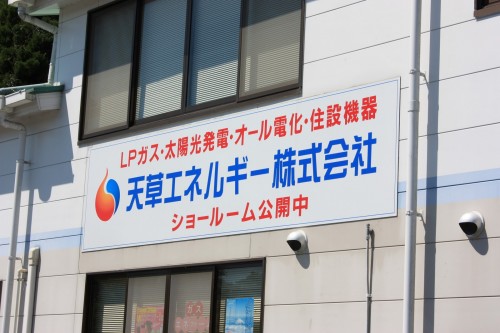 LPガス・太陽光発電・オール電化・住設機器
天草エネルギー株式会社
ショールーム公開中